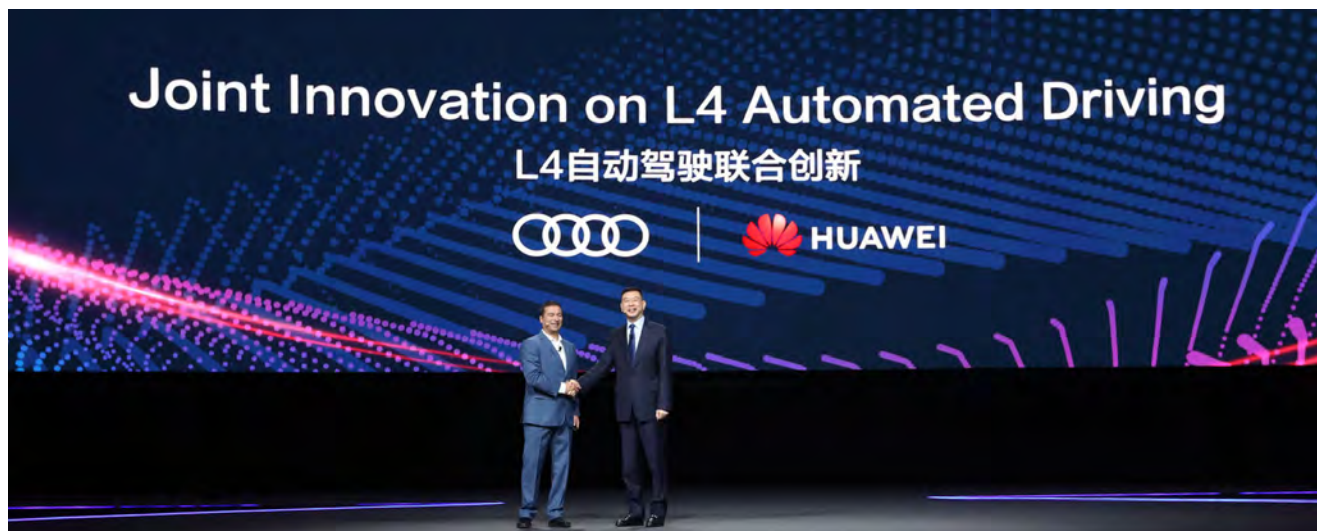 Joint Innovation on L4 Automated Driving
L4自动驾驶联合创新
HUAWEI